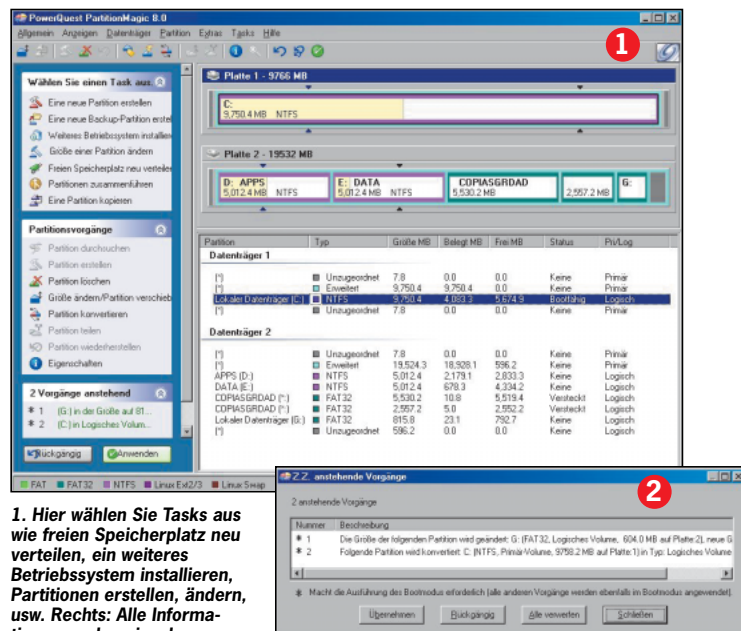 PowerQuest PartitionMagic 8.0
Allgemein Anzeigen Datenträger Partition Extras Tasks Hilfe
1
Wählen Sie einen Task aus:
Eine neue Partition erstellen
Eine neue Backup-Partition erstel
Weiteres Betriebssystem installien
Größe einer Partition ändern
Freien Speicherplatz neu verteilen
Partitionen zusammenführen
Eine Partition kopieren
Partitionsvorgänge
Partition durchsuchen
Partition erstellen
Partition löschen
Größe ändern/Partition verschieb
Partition konvertieren
Partition teilen
Partition wiederherstellen
Eigenschaften
2 Vorgänge anstehend
* 1 (G:) in der Größe auf 81...
* 2 (C:) in Logisches Volum...
Rückgängig Anwenden
Platte 1 - 9766 MB
C:
9,750.4 MB NTFS
Platte 2 - 19532 MB
D: APPS E: DATA COPIASGRDAD G:
5,012.4 MB NTFS 5,012.4 MB NTFS 5,530.2 MB 2,557.2 MB
Partition Typ Größe MB Belegt MB Frei MB Status Pri/Log
Datenträger 1
(*) Unzugeordnet 7.8 0.0 0.0 Keine Primär
(*) Erweitert 9,750.4 9,750.4 0.0 Keine Primär
Lokaler Datenträger (C:) NTFS 9,750.4 4,083.3 5,674.9 Bootfähig Logisch
(*) Unzugeordnet 7.8 0.0 0.0 Keine Primär
Datenträger 2
(*) Unzugeordnet 7.8 0.0 0.0 Keine Primär
(*) Erweitert 19,524.3 18,928.1 596.2 Keine Primär
APPS (D:) NTFS 5,012.4 2,179.1 2,833.3 Keine Logisch
DATA (E:) NTFS 5,012.4 678.3 4,334.2 Keine Logisch
COPIASGRDAD (*:) FAT32 5,530.2 10.8 5,519.4 Versteckt Logisch
COPIASGRDAD (*:) FAT32 2,557.2 5.0 2,552.2 Versteckt Logisch
Lokaler Datenträger (G:) FAT32 815.8 23.1 792.7 Keine Logisch
(*) Unzugeordnet 596.2 0.0 0.0 Keine Logisch
FAT FAT32 NTFS Linux Ext2/3 Linux Swap
1. Hier wählen Sie Tasks aus
wie freien Speicherplatz neu
verteilen, ein weiteres
Betriebssystem installieren,
Partitionen erstellen, ändern,
usw. Rechts: Alle Informa-
Z.Z. anstehende Vorgänge
2
2 anstehende Vorgänge
Nummer Beschreibung
* 1 Die Größe der folgenden Partition wird geändert: G: (FAT32, Logisches Volume, 604.0 MB auf Platte:2), neue G
* 2 Folgende Partition wird konvertiert: C: (NTFS, Primär-Volume, 9758.2 MB auf Platte:1) in Typ: Logisches Volume
* Macht die Ausführung des Bootmodus erforderlich (alle anderen Vorgänge werden ebenfalls im Bootmodus angewendet).
Übernehmen Rückgängig Alle verwerfen Schließen